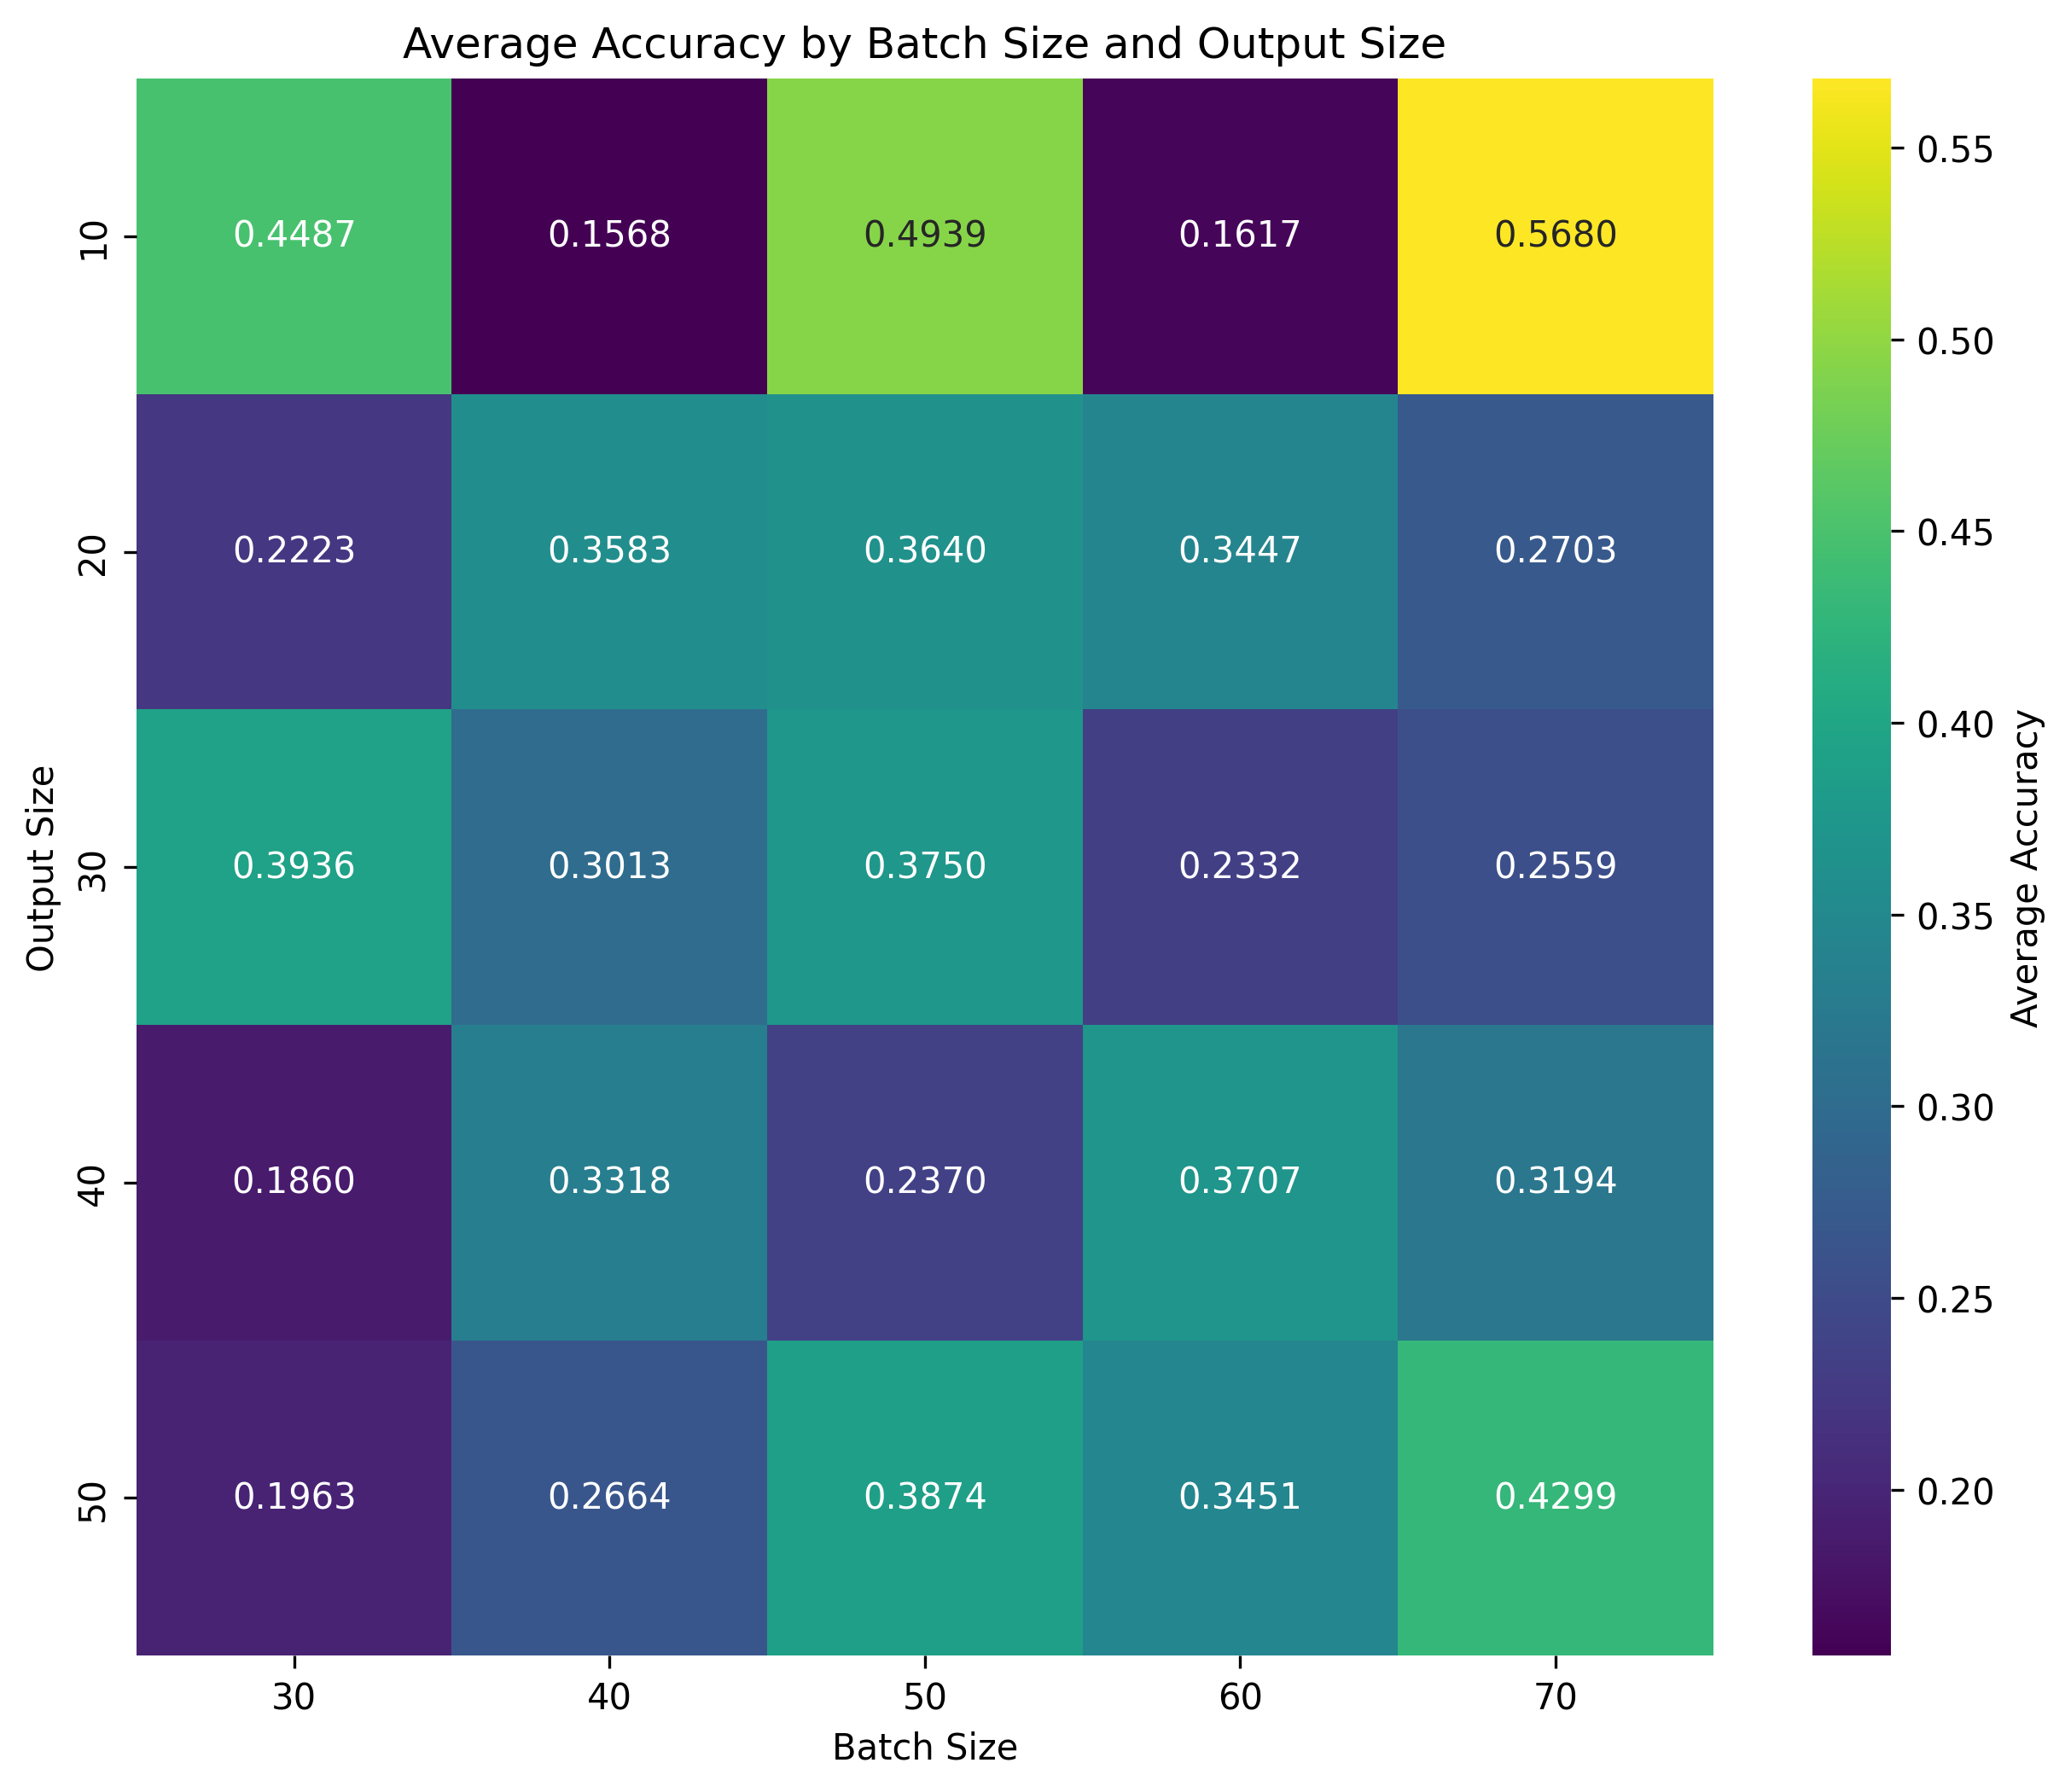 Average Accuracy by Batch Size and Output Size
10 0.4487 0.1568 0.4939 0.1617 0.5680
20 0.2223 0.3583 0.3640 0.3447 0.2703
30 0.3936 0.3013 0.3750 0.2332 0.2559
40 0.1860 0.3318 0.2370 0.3707 0.3194
50 0.1963 0.2664 0.3874 0.3451 0.4299
30 40 50 60 70
Batch Size
Output Size
0.55
0.50
0.45
0.40
0.35
0.30
0.25
0.20
Average Accuracy